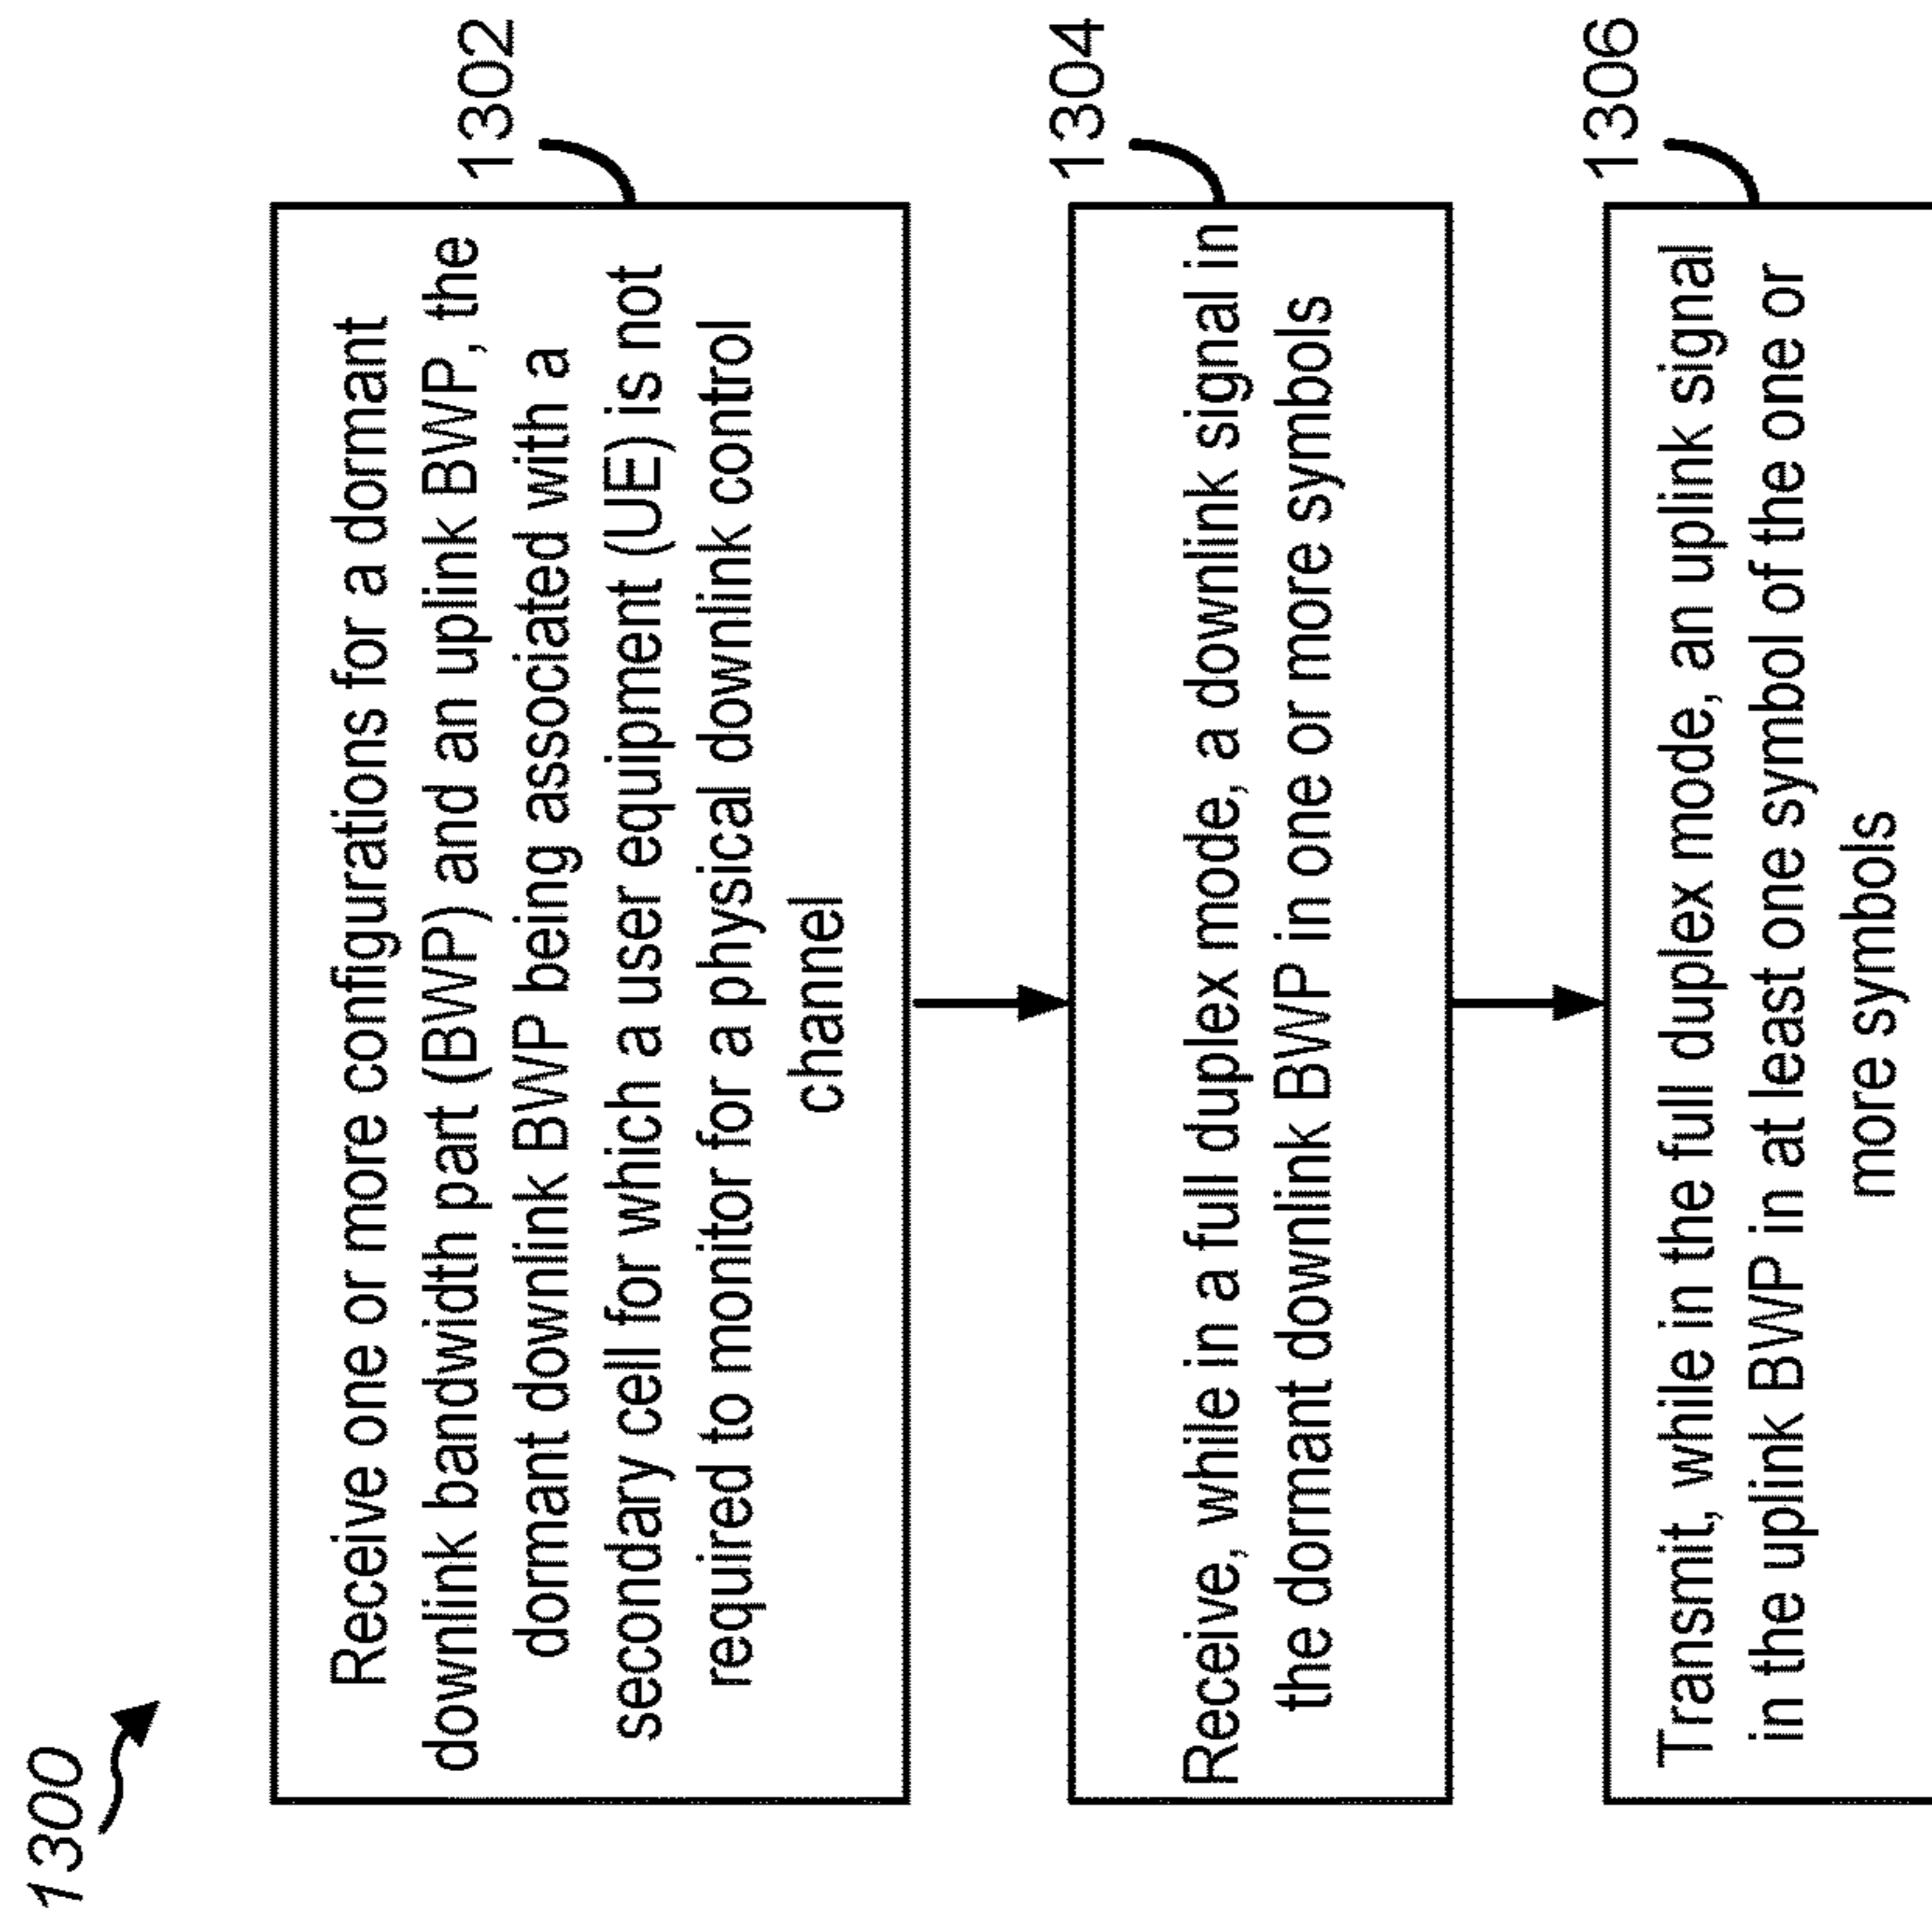 1300
1302
Receive one or more configurations for a dormant
downlink bandwidth part (BWP) and an uplink BWP, the
dormant downlink BWP being associated with a
secondary cell for which a user equipment (UE) is not
required to monitor for a physical downlink control
channel
1304
Receive, while in a full duplex mode, a downlink signal in
the dormant downlink BWP in one or more symbols
1306
Transmit, while in the full duplex mode, an uplink signal
in the uplink BWP in at least one symbol of the one or
more symbols